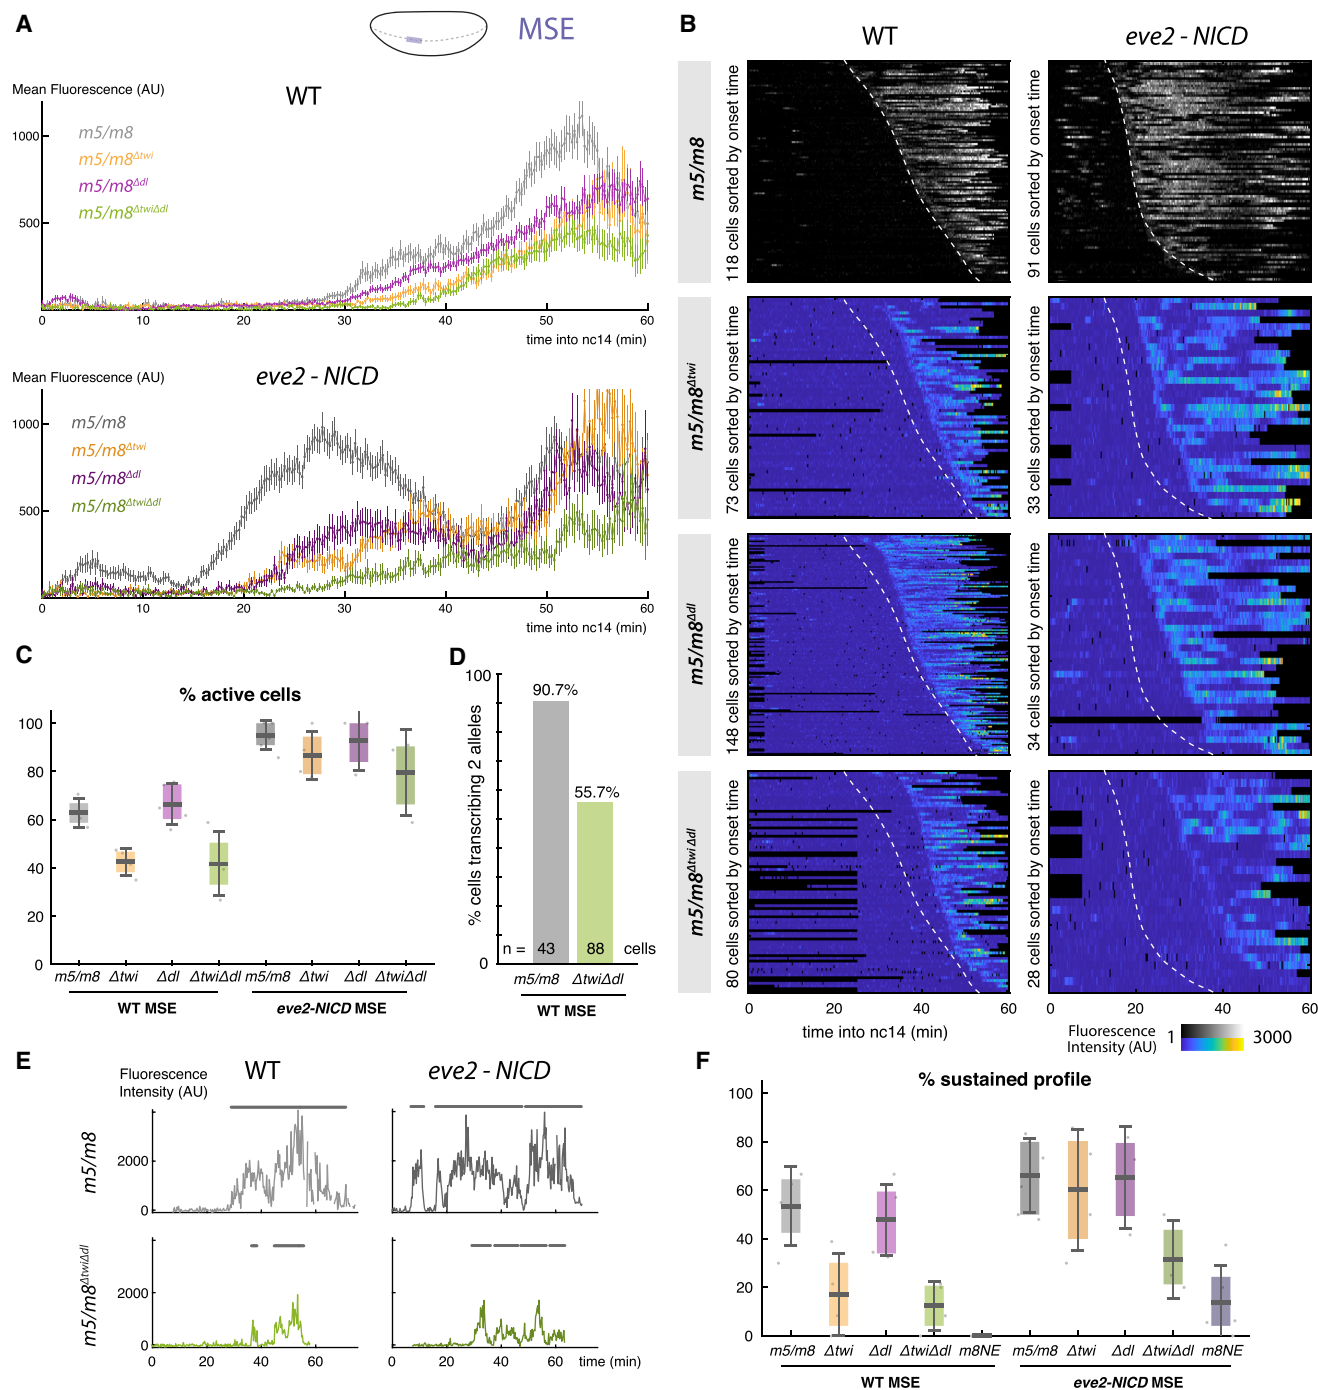 A
MSE
Mean Fluorescence (AU)
WT
1000
500
m5/m8
m5/m8Δtwi
m5/m8Δdl
m5/m8ΔtwiΔdl
0 10 20 30 40 50 60
time into nc14 (min)
Mean Fluorescence (AU)
eve2 - NICD
1000
500
m5/m8
m5/m8Δtwi
m5/m8Δdl
m5/m8ΔtwiΔdl
0 10 20 30 40 50 60
time into nc14 (min)
B
WT
eve2 - NICD
m5/m8
118 cells sorted by onset time
91 cells sorted by onset time
m5/m8Δtwi
73 cells sorted by onset time
33 cells sorted by onset time
m5/m8Δdl
148 cells sorted by onset time
34 cells sorted by onset time
m5/m8Δtwi Δdl
80 cells sorted by onset time
28 cells sorted by onset time
0 20 40 60
0 20 40 60
time into nc14 (min)
Fluorescence Intensity (AU)
1 3000
C
% active cells
100
80
60
40
20
0
m5/m8 Δtwi Δdl ΔtwiΔdl m5/m8 Δtwi Δdl ΔtwiΔdl
WT MSE
eve2-NICD MSE
D
% cells transcribing 2 alleles
100
0
90.7%
55.7%
n = 43 88 cells
m5/m8 ΔtwiΔdl
WT MSE
E
Fluorescence
Intensity (AU)
WT
eve2 - NICD
m5/m8
2000
0
0 20 40 60
0 20 40 60
m5/m8ΔtwiΔdl
2000
0
0 20 40 60
0 20 40 60
time (min)
F
% sustained profile
100
80
60
40
20
0
m5/m8 Δtwi Δdl ΔtwiΔdl m8NE m5/m8 Δtwi Δdl ΔtwiΔdl m8NE
WT MSE
eve2-NICD MSE